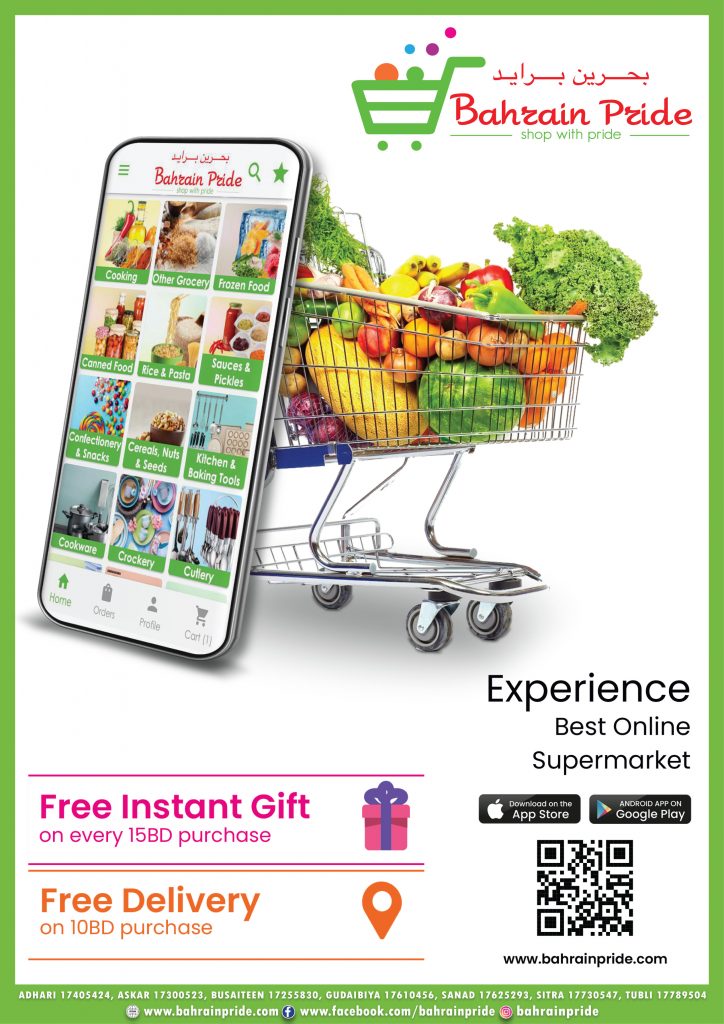 بحرين برايد
Bahrain Pride
shop with pride
بحرين برايد
Bahrain Pride
shop with pride
Cooking
Other Grocery
Frozen Food
Canned Food
Rice & Pasta
Sauces &
Pickles
Confectionery
& Snacks
Cereals, Nuts
& Seeds
Kitchen &
Baking Tools
Cookware
Crockery
Cutlery
Home
Orders
Profile
Cart (1)
Experience
Best Online
Supermarket
Free Instant Gift
on every 15BD purchase
Download on the
App Store
ANDROID APP ON
Google Play
Free Delivery
on 10BD purchase
www.bahrainpride.com
ADHARI 17405424, ASKAR 17300523, BUSAITEEN 17255830, GUDAIBIYA 17610456, SANAD 17625293, SITRA 17730547, TUBLI 17789504
www.bahrainpride.com www.facebook.com/bahrainpride bahrainpride